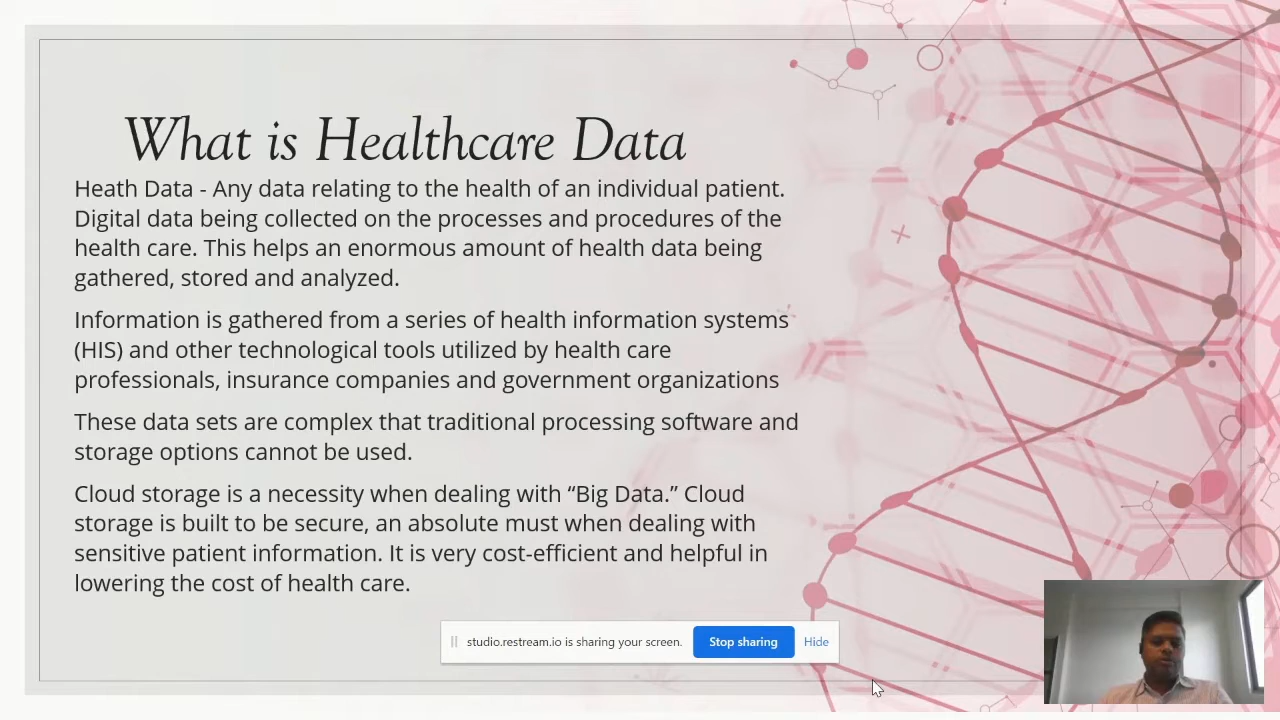 What is Healthcare Data
Heath Data - Any data relating to the health of an individual patient.
Digital data being collected on the processes and procedures of the
health care. This helps an enormous amount of health data being
gathered, stored and analyzed.
Information is gathered from a series of health information systems
(HIS) and other technological tools utilized by health care
professionals, insurance companies and government organizations
These data sets are complex that traditional processing software and
storage options cannot be used.
Cloud storage is a necessity when dealing with “Big Data.” Cloud
storage is built to be secure, an absolute must when dealing with
sensitive patient information. It is very cost-efficient and helpful in
lowering the cost of health care.
studio.restream.io is sharing your screen. Stop sharing Hide